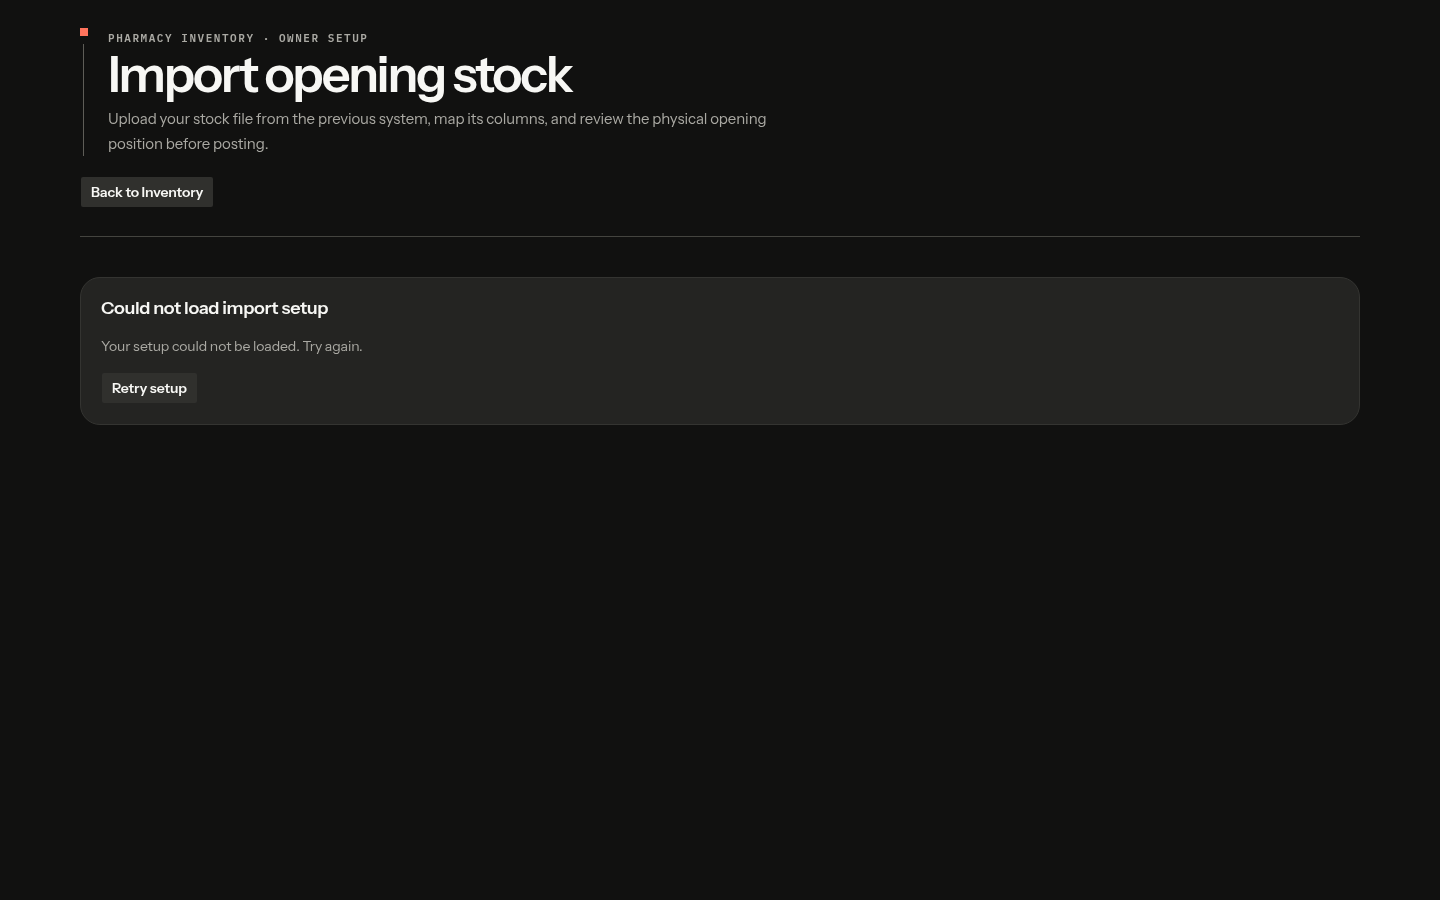 PHARMACY INVENTORY · OWNER SETUP
Import opening stock
Upload your stock file from the previous system, map its columns, and review the physical opening
position before posting.
Back to Inventory
Could not load import setup
Your setup could not be loaded. Try again.
Retry setup